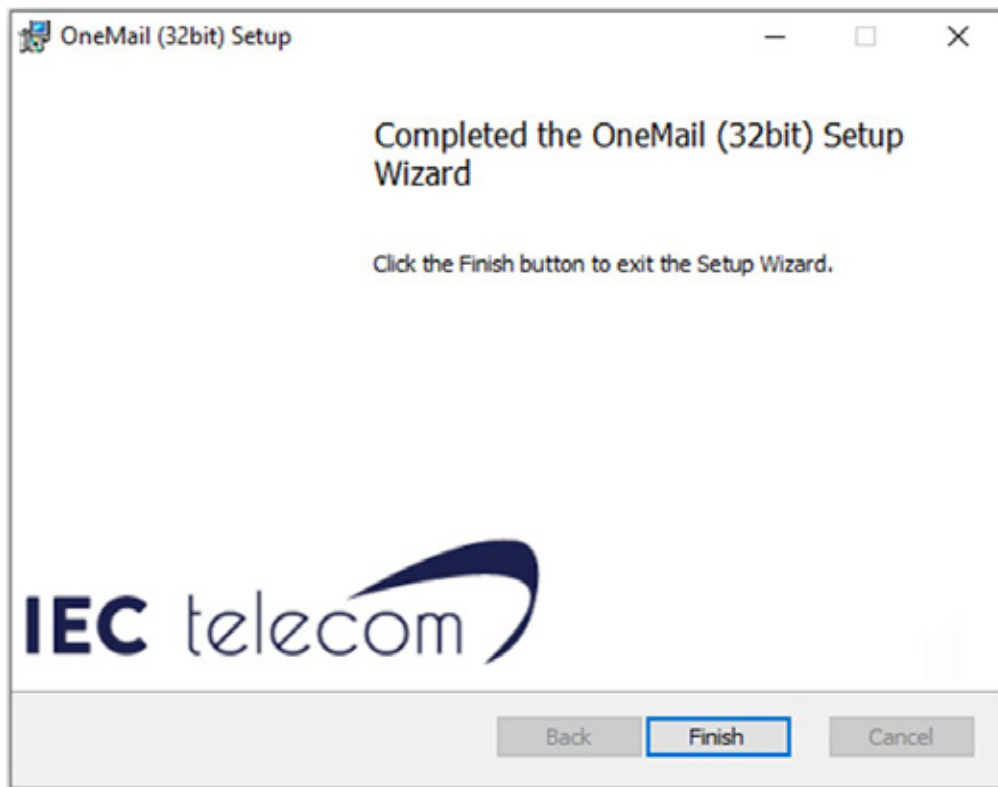 OneMail (32bit) Setup
Completed the OneMail (32bit) Setup
Wizard
Click the Finish button to exit the Setup Wizard.
IEC telecom
Back Finish Cancel